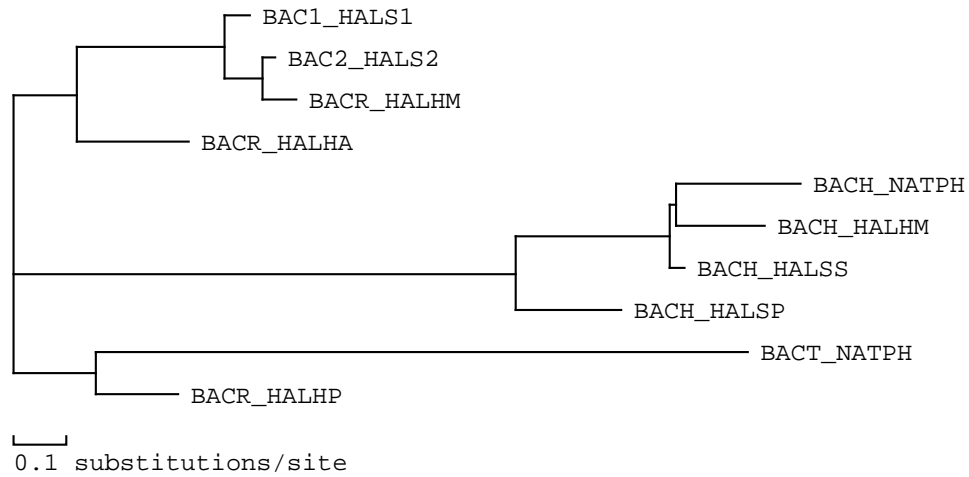 BAC1_HALS1
BAC2_HALS2
BACR_HALHM
BACR_HALHA
BACH_NATPH
BACH_HALHM
BACH_HALSS
BACH_HALSP
BACT_NATPH
BACR_HALHP
0.1 substitutions/site